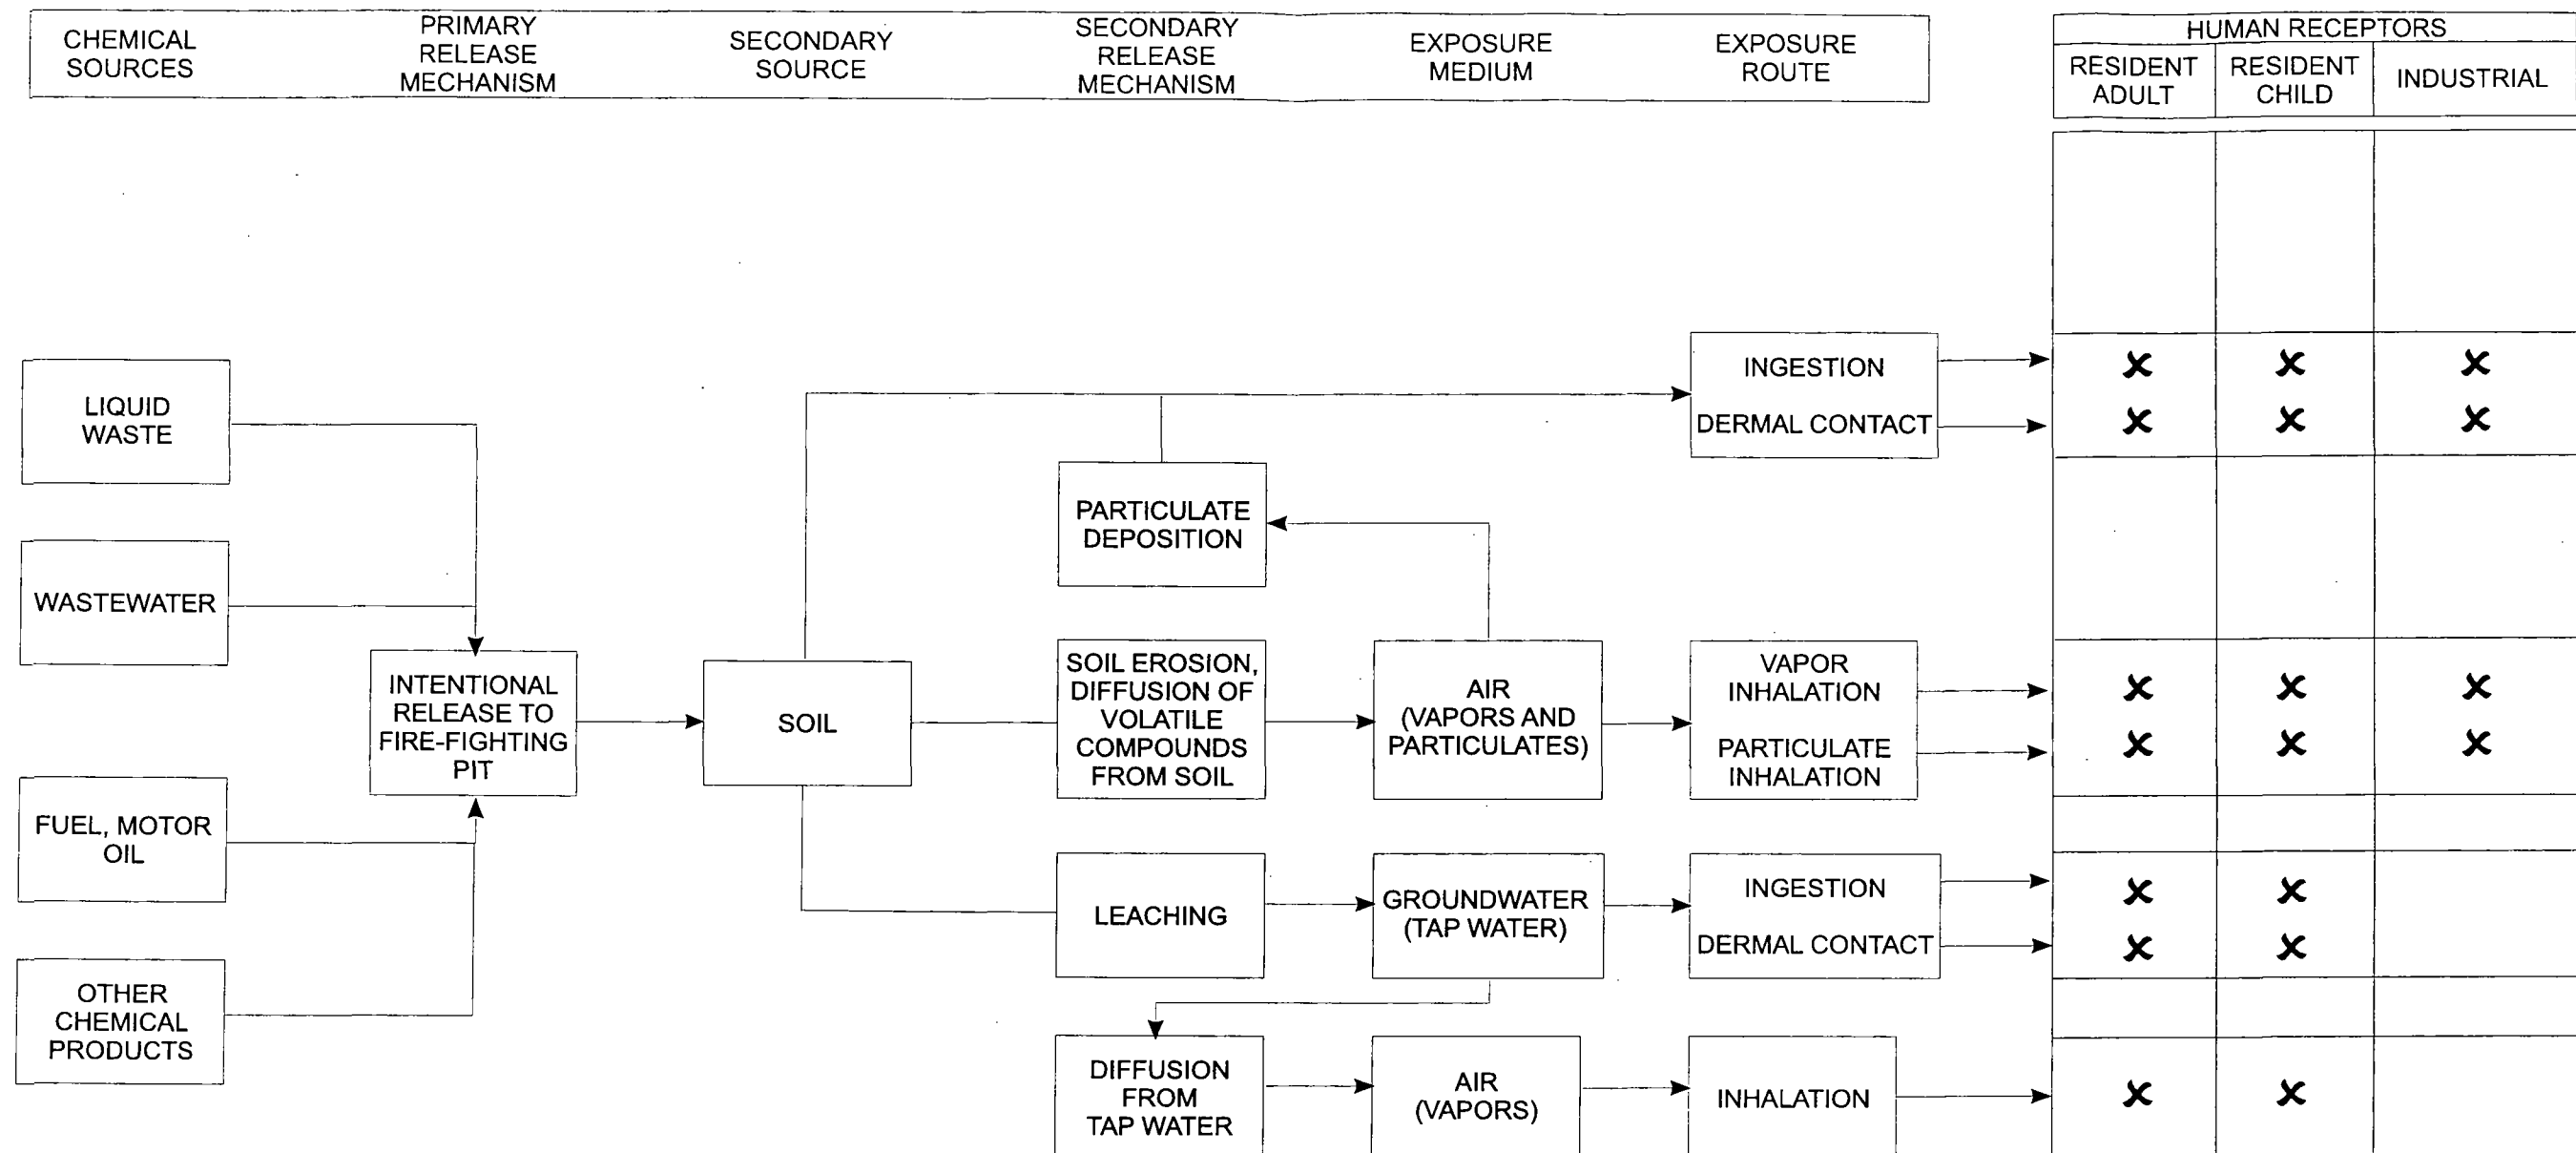 CHEMICAL
SOURCES
PRIMARY
RELEASE
MECHANISM
SECONDARY
SOURCE
SECONDARY
RELEASE
MECHANISM
EXPOSURE
MEDIUM
EXPOSURE
ROUTE
HUMAN RECEPTORS
RESIDENT
ADULT
RESIDENT
CHILD
INDUSTRIAL
LIQUID
WASTE
WASTEWATER
FUEL, MOTOR
OIL
OTHER
CHEMICAL
PRODUCTS
INTENTIONAL
RELEASE TO
FIRE-FIGHTING
PIT
SOIL
PARTICULATE
DEPOSITION
SOIL EROSION,
DIFFUSION OF
VOLATILE
COMPOUNDS
FROM SOIL
LEACHING
DIFFUSION
FROM
TAP WATER
AIR
(VAPORS AND
PARTICULATES)
GROUNDWATER
(TAP WATER)
AIR
(VAPORS)
INGESTION
DERMAL CONTACT
VAPOR
INHALATION
PARTICULATE
INHALATION
INGESTION
DERMAL CONTACT
INHALATION
x x x
x x x
x x x
x x x
x x
x x
x x